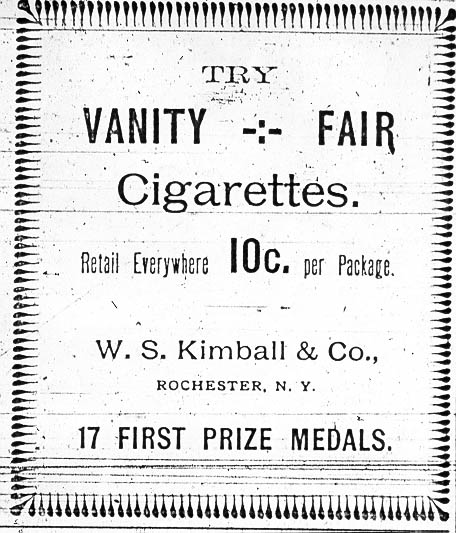 TRY
VANITY -:- FAIR
Cigarettes.
Retail Everywhere 10c. per Package.
W. S. Kimball & Co.,
ROCHESTER, N. Y.
17 FIRST PRIZE MEDALS.